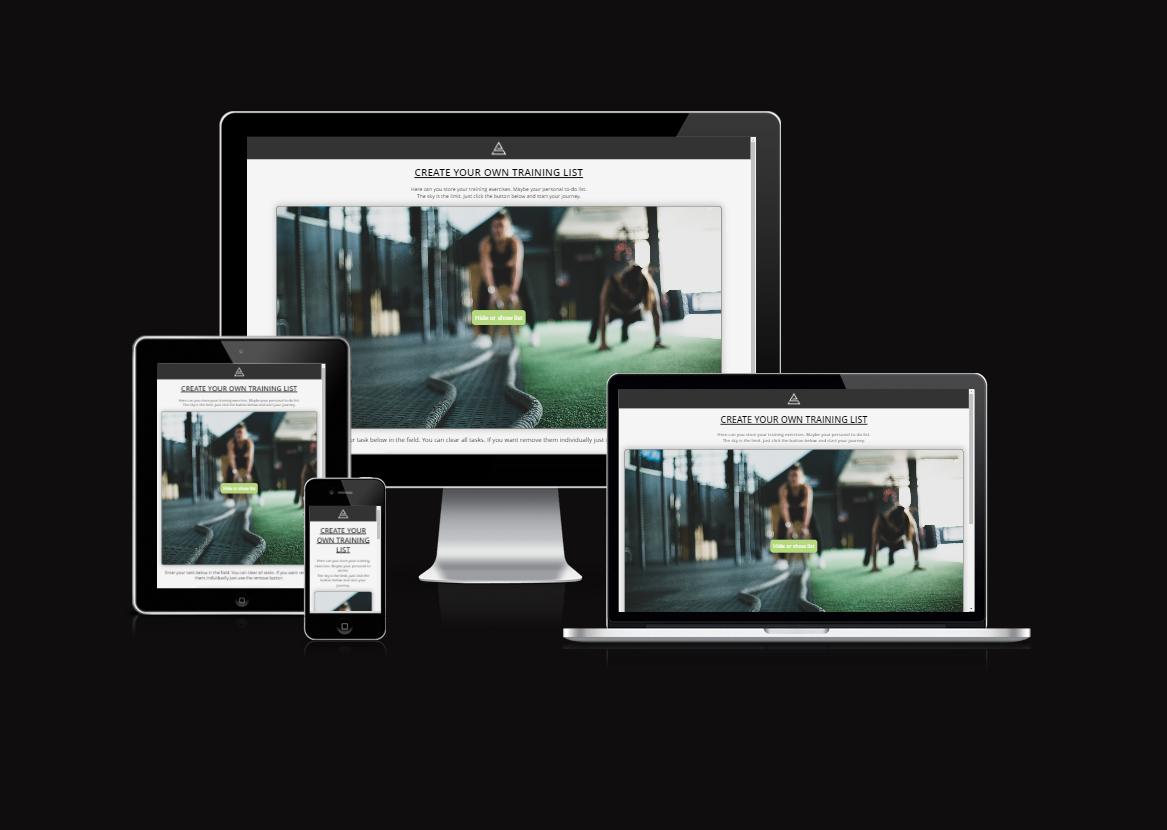 CREATE YOUR OWN TRAINING LIST
Here can you store your training exercises. Maybe your personal to-do list.
The sky is the limit. Just click the button below and start your journey.
Hide or show list
ur task below in the field. You can clear all tasks. If you want remove them individually just
CREATE YOUR OWN TRAINING LIST
Here can you store your training exercises. Maybe your personal to-do list.
The sky is the limit. Just click the button below and start your journey.
Hide or show list
Enter your task below in the field. You can clear all tasks. If you want re
them individually just use the remove button.
CREATE YOUR
OWN TRAINING
LIST
Here can you store your training
exercises. Maybe your personal to-do
list.
The sky is the limit. Just click the
button below and start your
journey.
CREATE YOUR OWN TRAINING LIST
Here can you store your training exercises. Maybe your personal to-do list.
The sky is the limit. Just click the button below and start your journey.
Hide or show list